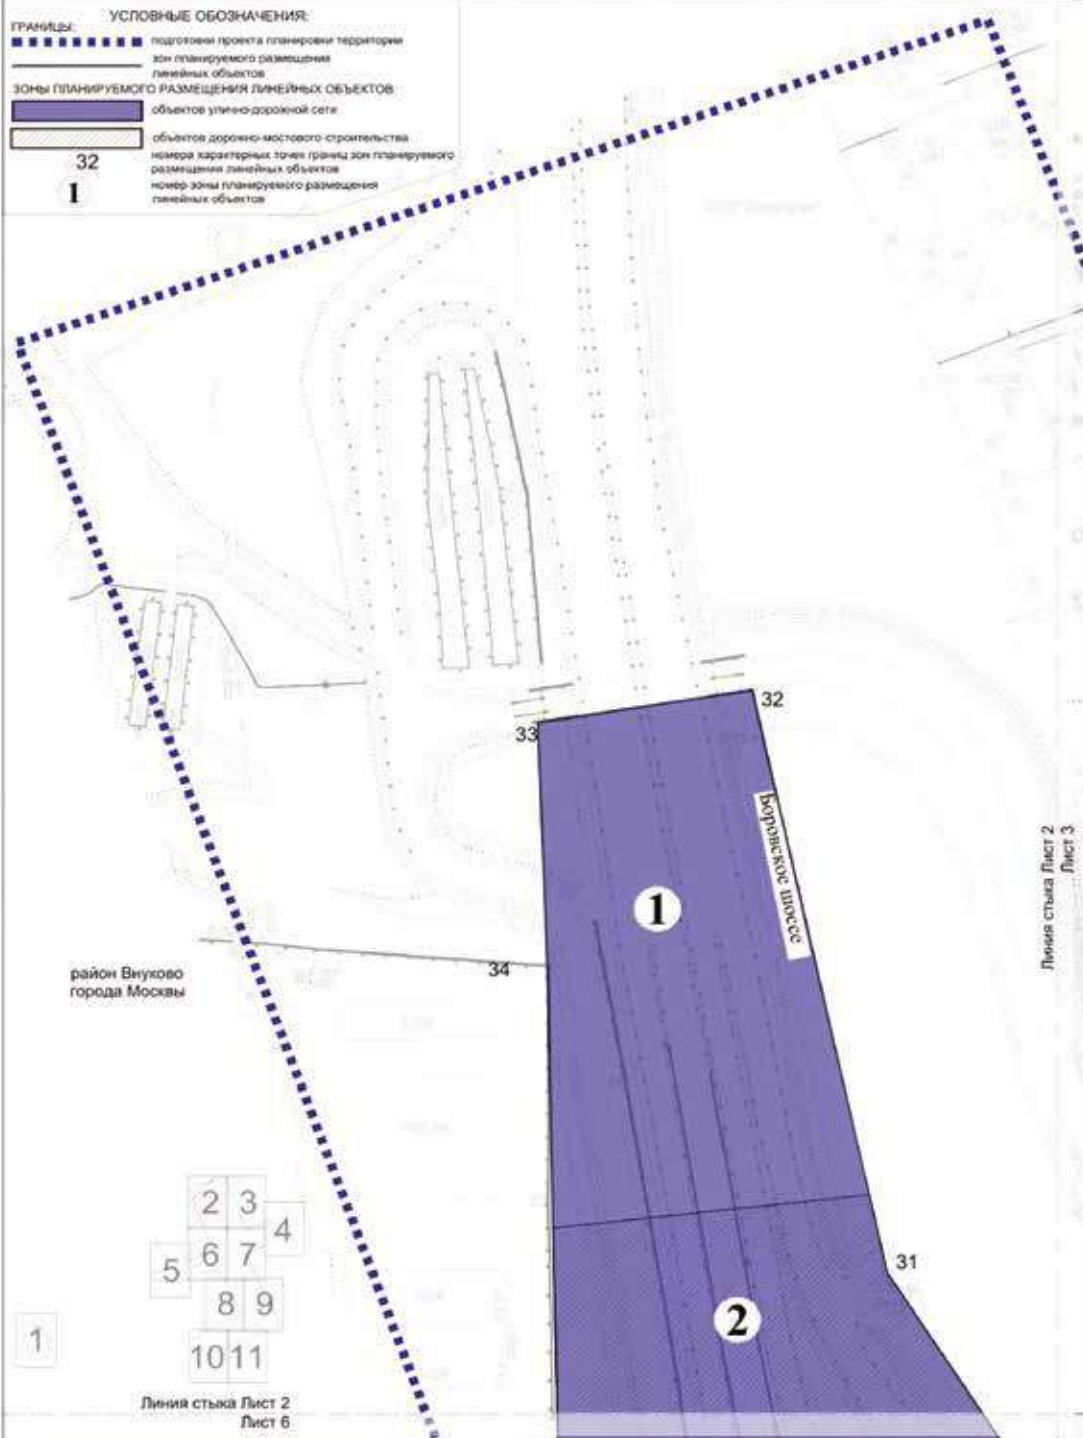 УСЛОВНЫЕ ОБОЗНАЧЕНИЯ:
ГРАНИЦЫ:
подготовки проекта планировки территории
зон планируемого размещения
линейных объектов
ЗОНЫ ПЛАНИРУЕМОГО РАЗМЕЩЕНИЯ ЛИНЕЙНЫХ ОБЪЕКТОВ
объектов улично-дорожной сети
объектов дорожно-мостового строительства
32
номера характерных точек границ зон планируемого
размещения линейных объектов
1
номер зоны планируемого размещения
линейных объектов
32
33
Боровское шоссе
1
34
Линия стыка Лист 2
Лист 3
район Внуково
города Москвы
31
2
2 3
4
5
6 7
8 9
1
10 11
Линия стыка Лист 2
Лист 6